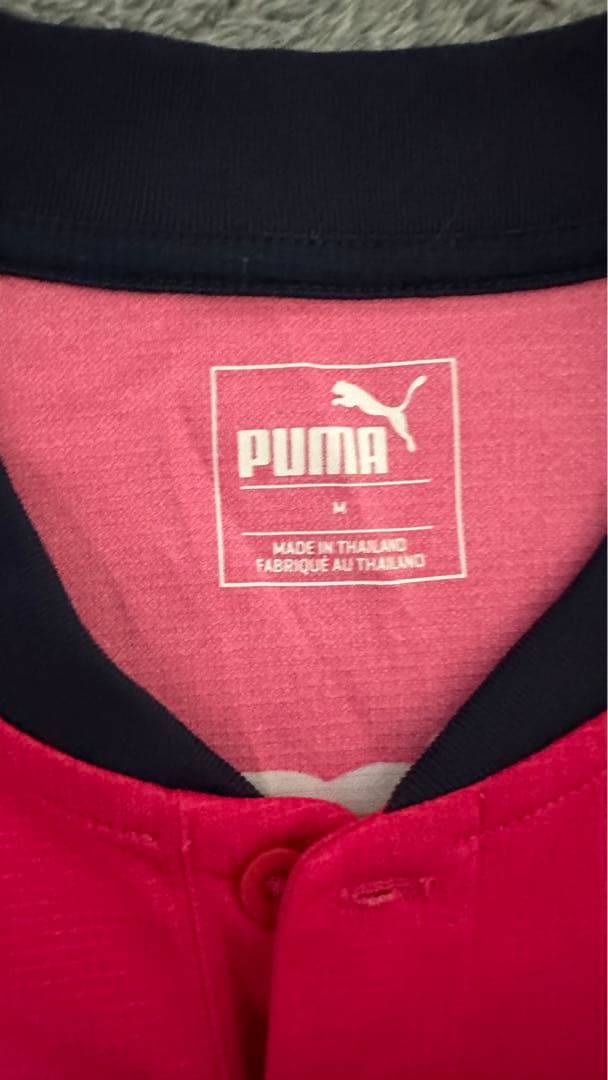 PUMA
M
MADE IN THAILAND
FABRIQUÉ AU THAILAND